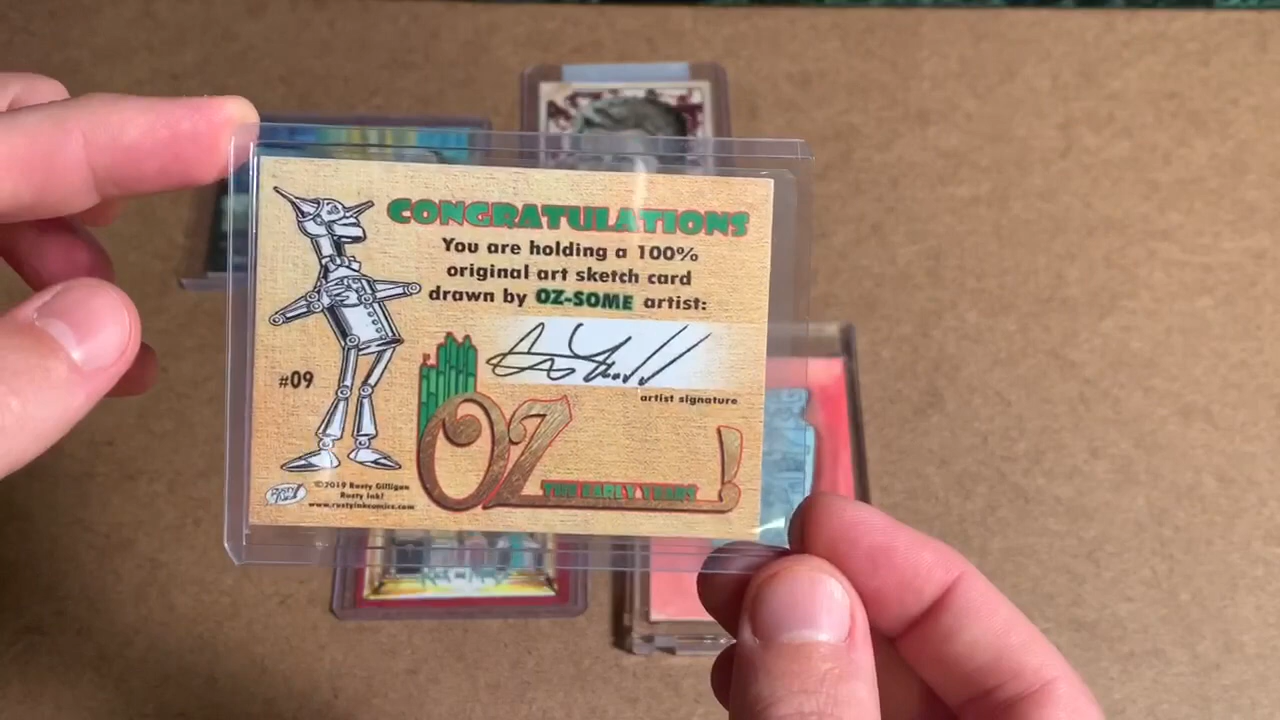 CONGRATULATIONS
You are holding a 100%
original art sketch card
drawn by OZ-SOME artist:
artist signature
#09
OZ!
THE EARLY YEARS
©2019 Rusty Gilligan
Rusty Ink!
www.rustyinkcomics.com